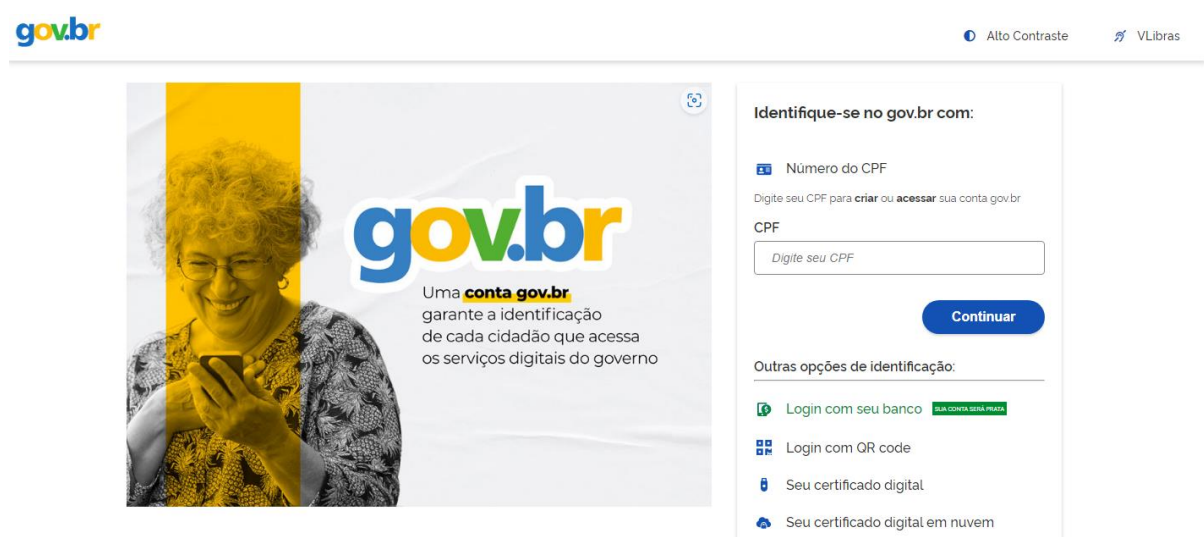 gov.br
Alto Contraste
VLibras
gov.br
Uma conta gov.br
garante a identificação
de cada cidadão que acessa
os serviços digitais do governo
Identifique-se no gov.br com:
Número do CPF
Digite seu CPF para criar ou acessar sua conta gov.br
CPF
Digite seu CPF
Continuar
Outras opções de identificação:
Login com seu banco SUA CONTA SERÁ PRATA
Login com QR code
Seu certificado digital
Seu certificado digital em nuvem